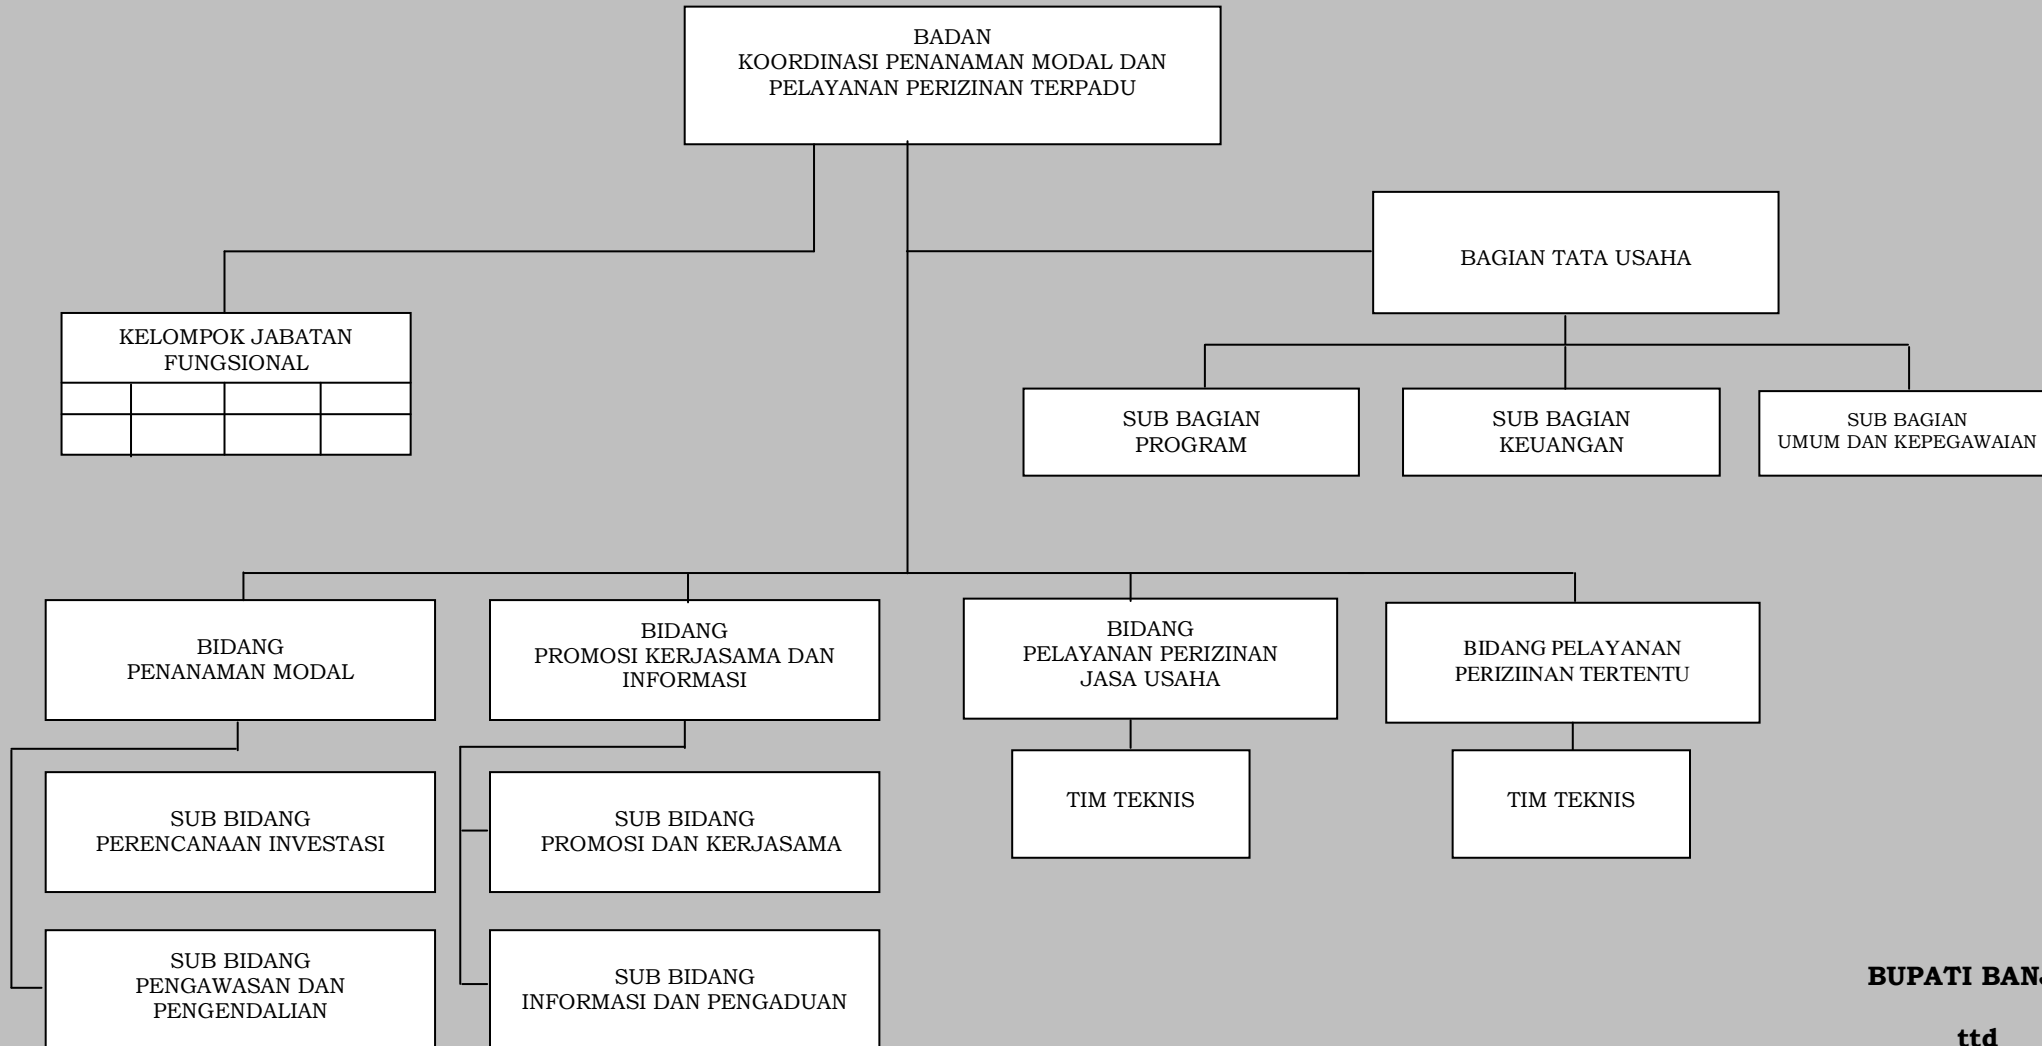 BADAN
KOORDINASI PENANAMAN MODAL DAN
PELAYANAN PERIZINAN TERPADU
BAGIAN TATA USAHA
KELOMPOK JABATAN
FUNGSIONAL
SUB BAGIAN
PROGRAM
SUB BAGIAN
KEUANGAN
SUB BAGIAN
UMUM DAN KEPEGAWAIAN
BIDANG
PENANAMAN MODAL
BIDANG
PROMOSI KERJASAMA DAN
INFORMASI
BIDANG
PELAYANAN PERIZINAN
JASA USAHA
BIDANG PELAYANAN
PERIZIINAN TERTENTU
SUB BIDANG
PERENCANAAN INVESTASI
SUB BIDANG
PROMOSI DAN KERJASAMA
TIM TEKNIS
TIM TEKNIS
SUB BIDANG
PENGAWASAN DAN
PENGENDALIAN
SUB BIDANG
INFORMASI DAN PENGADUAN
BUPATI
ttd